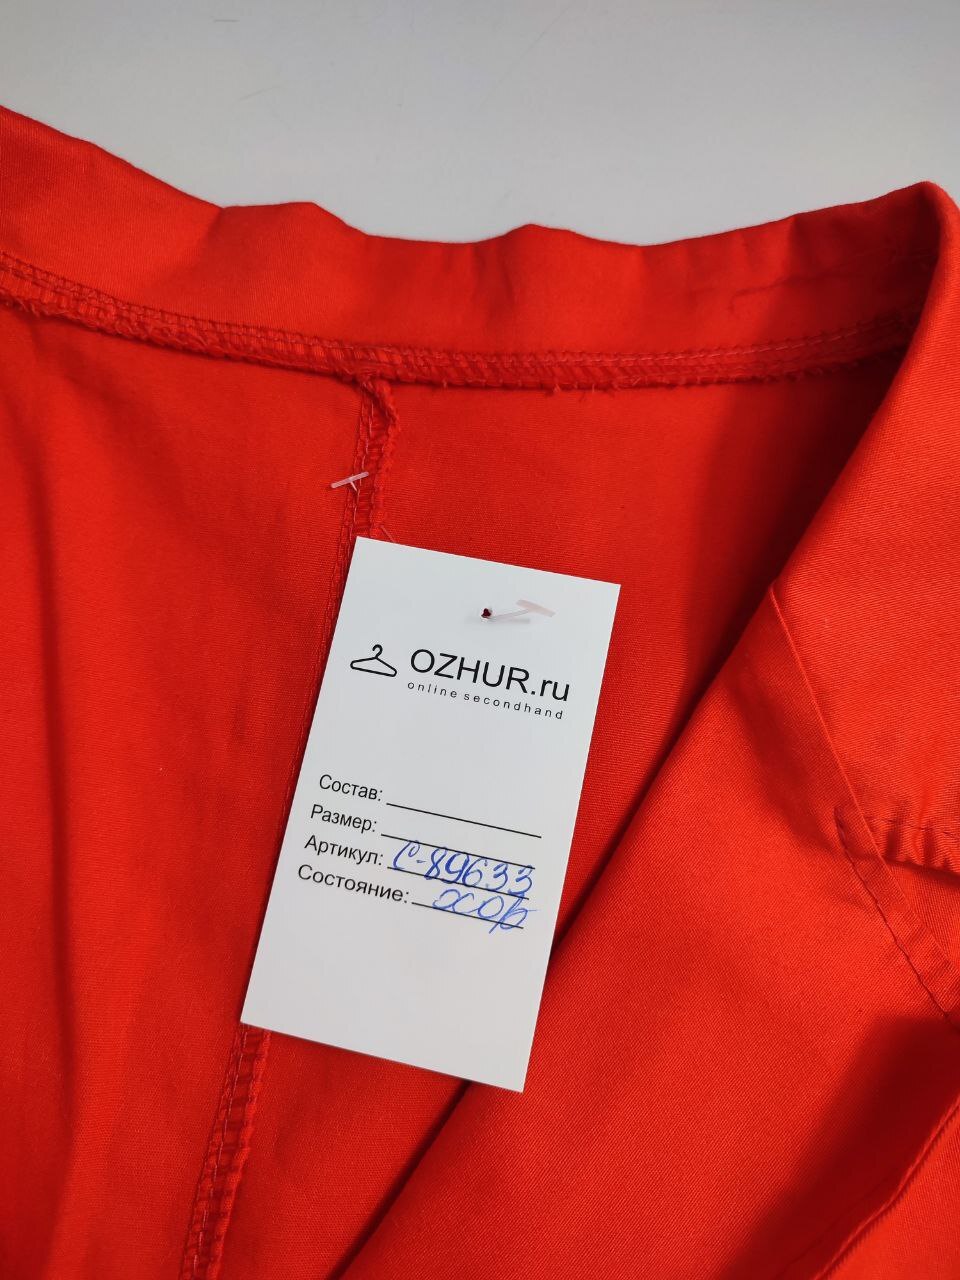 OZHUR.ru
online secondhand
Состав:
Размер:
Артикул: С-89633
Состояние: хор